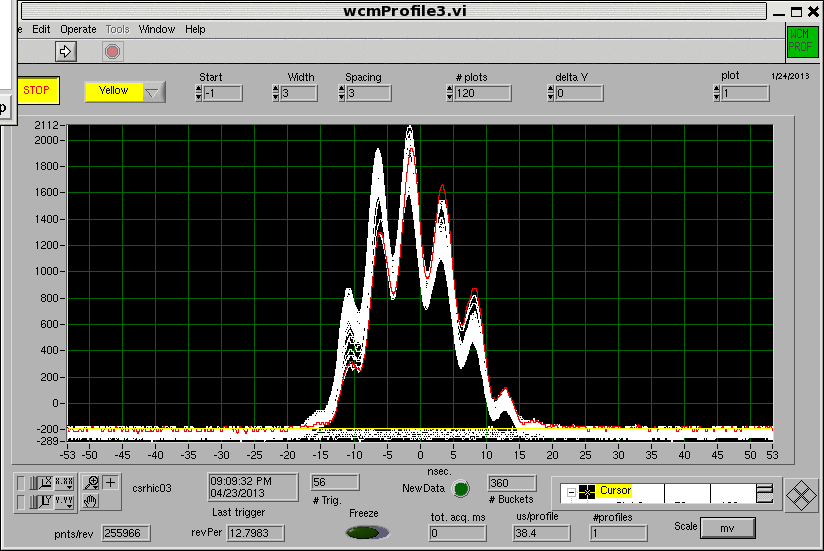 wcmProfile3.vi
e Edit Operate Tools Window Help
WCM
PROF
STOP
Yellow
Start
-1
Width
3
Spacing
3
# plots
120
delta Y
0
plot
1
1/24/2013
p
2112
2000
1800
1600
1400
1200
1000
800
600
400
200
0
-200
-289
-53 -50 -45 -40 -35 -30 -25 -20 -15 -10 -5 0 5 10 15 20 25 30 35 40 45 50 53
nsec.
csrhic03
09:09:32 PM
04/23/2013
Last trigger
56
# Trig.
New Data
360
# Buckets
Cursor
pnts/rev 255966
revPer 12.7983
Freeze
tot. acq. ms
0
us/profile
38.4
#profiles
1
Scale mv